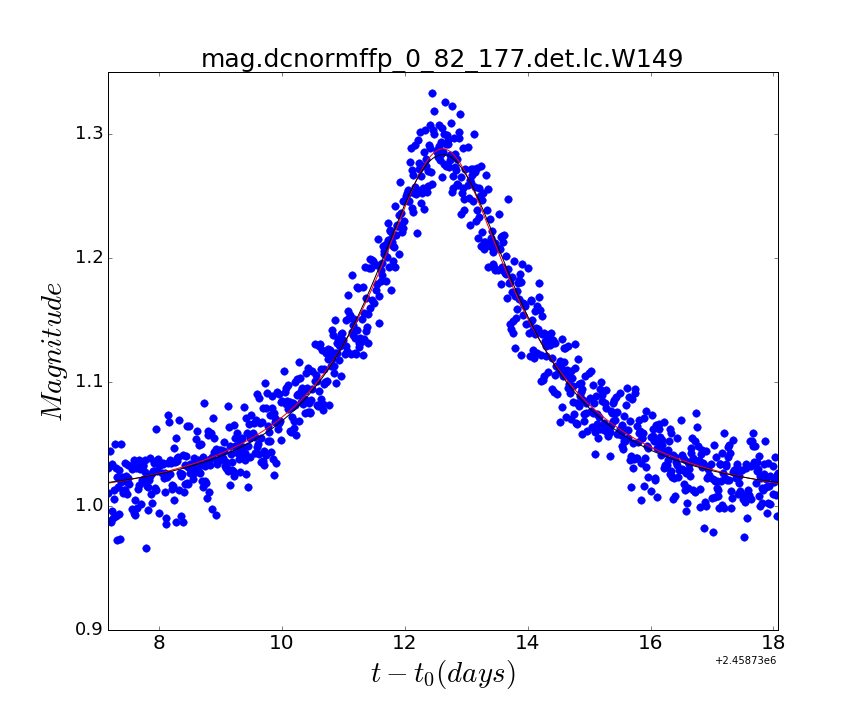 mag.dcnormffp_0_82_177.det.lc.W149
1.3
1.2
1.1
1.0
0.9
Magnitude
8 10 12 14 16 18
+2.45873e6
t − t₀(days)